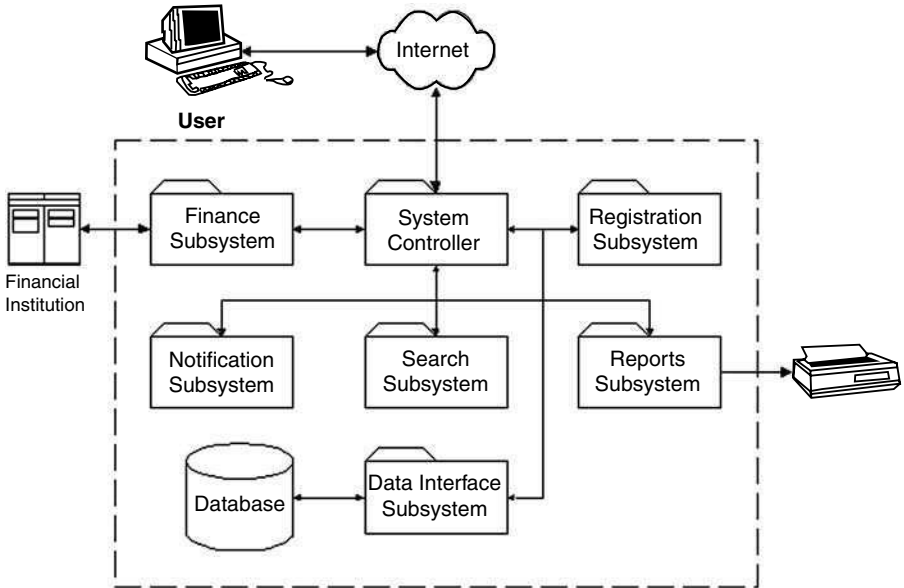 Internet
User
Finance
Subsystem
System
Controller
Registration
Subsystem
Financial
Institution
Notification
Subsystem
Search
Subsystem
Reports
Subsystem
Database
Data Interface
Subsystem